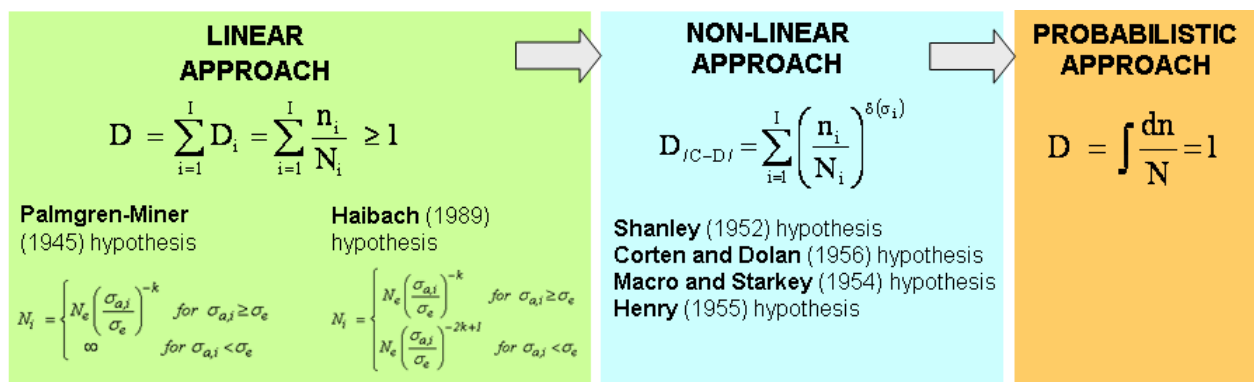 LINEAR
APPROACH
D = ∑_{i=1}^{I} D_i = ∑_{i=1}^{I} n_i/N_i ≥ 1
Palmgren-Miner
(1945) hypothesis
N_i = { N_e (σ_{a,i}/σ_e)^{-k} for σ_{a,i} ≥ σ_e
∞ for σ_{a,i} < σ_e
Haibach (1989)
hypothesis
N_i = { N_e (σ_{a,i}/σ_e)^{-k} for σ_{a,i} ≥ σ_e
N_e (σ_{a,i}/σ_e)^{-2k+1} for σ_{a,i} < σ_e
NON-LINEAR
APPROACH
D_{/C-D/} = ∑_{i=1}^{I} (n_i/N_i)^{δ(σ_i)}
Shanley (1952) hypothesis
Corten and Dolan (1956) hypothesis
Macro and Starkey (1954) hypothesis
Henry (1955) hypothesis
PROBABILISTIC
APPROACH
D = ∫ dn/N = 1